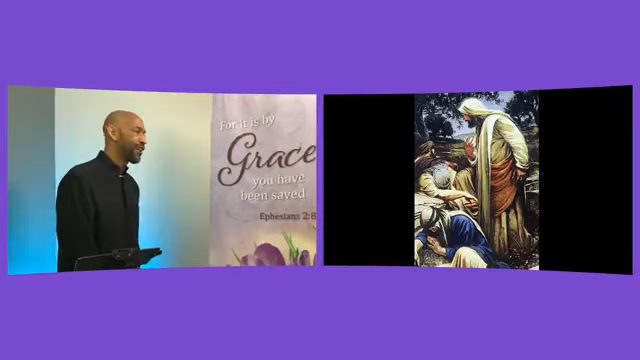 For it is by
Grace
you have
been saved
Ephesians 2:8